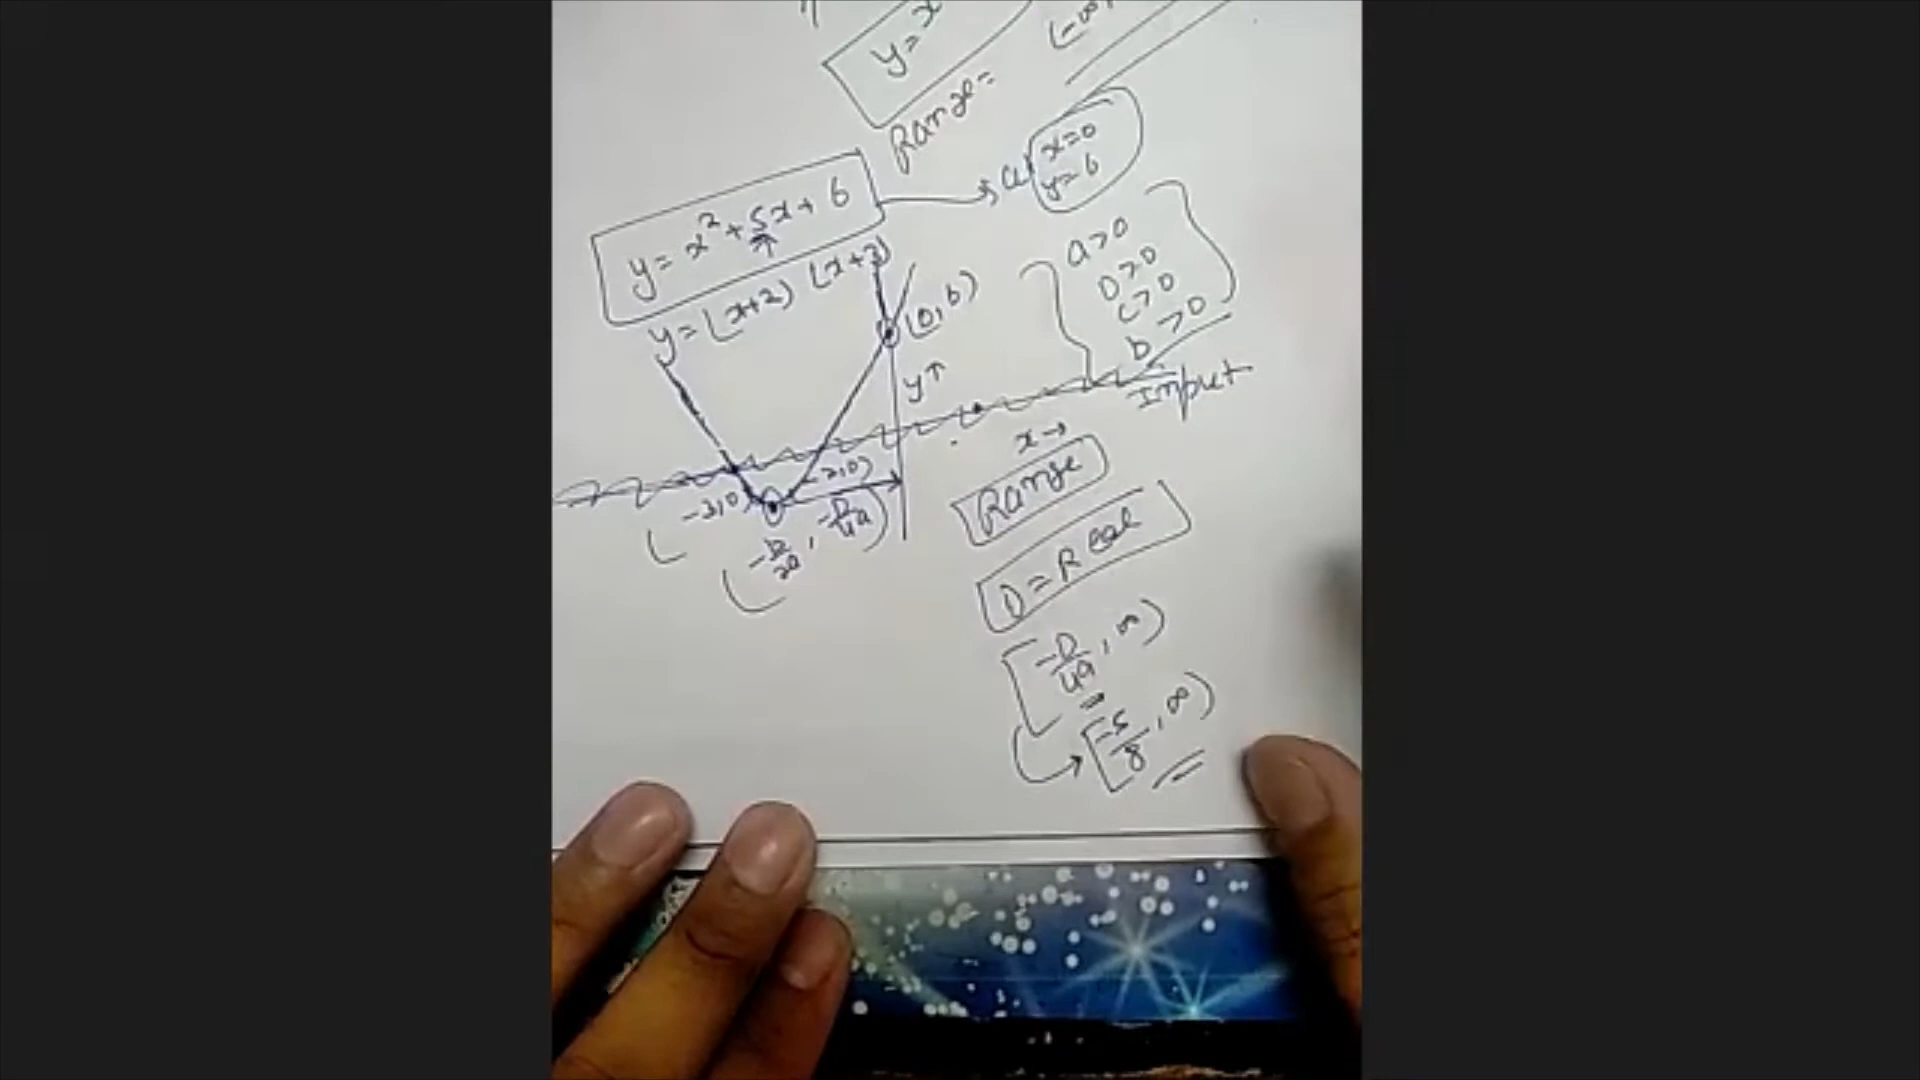 y = x
Range =
(-∞,
x=0
y=6
y = x² + 5x + 6
y = (x+2) (x+3)
a>0
D>0
c>0
b >0
(0, 6)
y↑
Input
x→
(-3,0)
-2,0)
(-b/2a, -D/4a)
Range
D = Real
[-D/4a, ∞)
[-5/8, ∞)